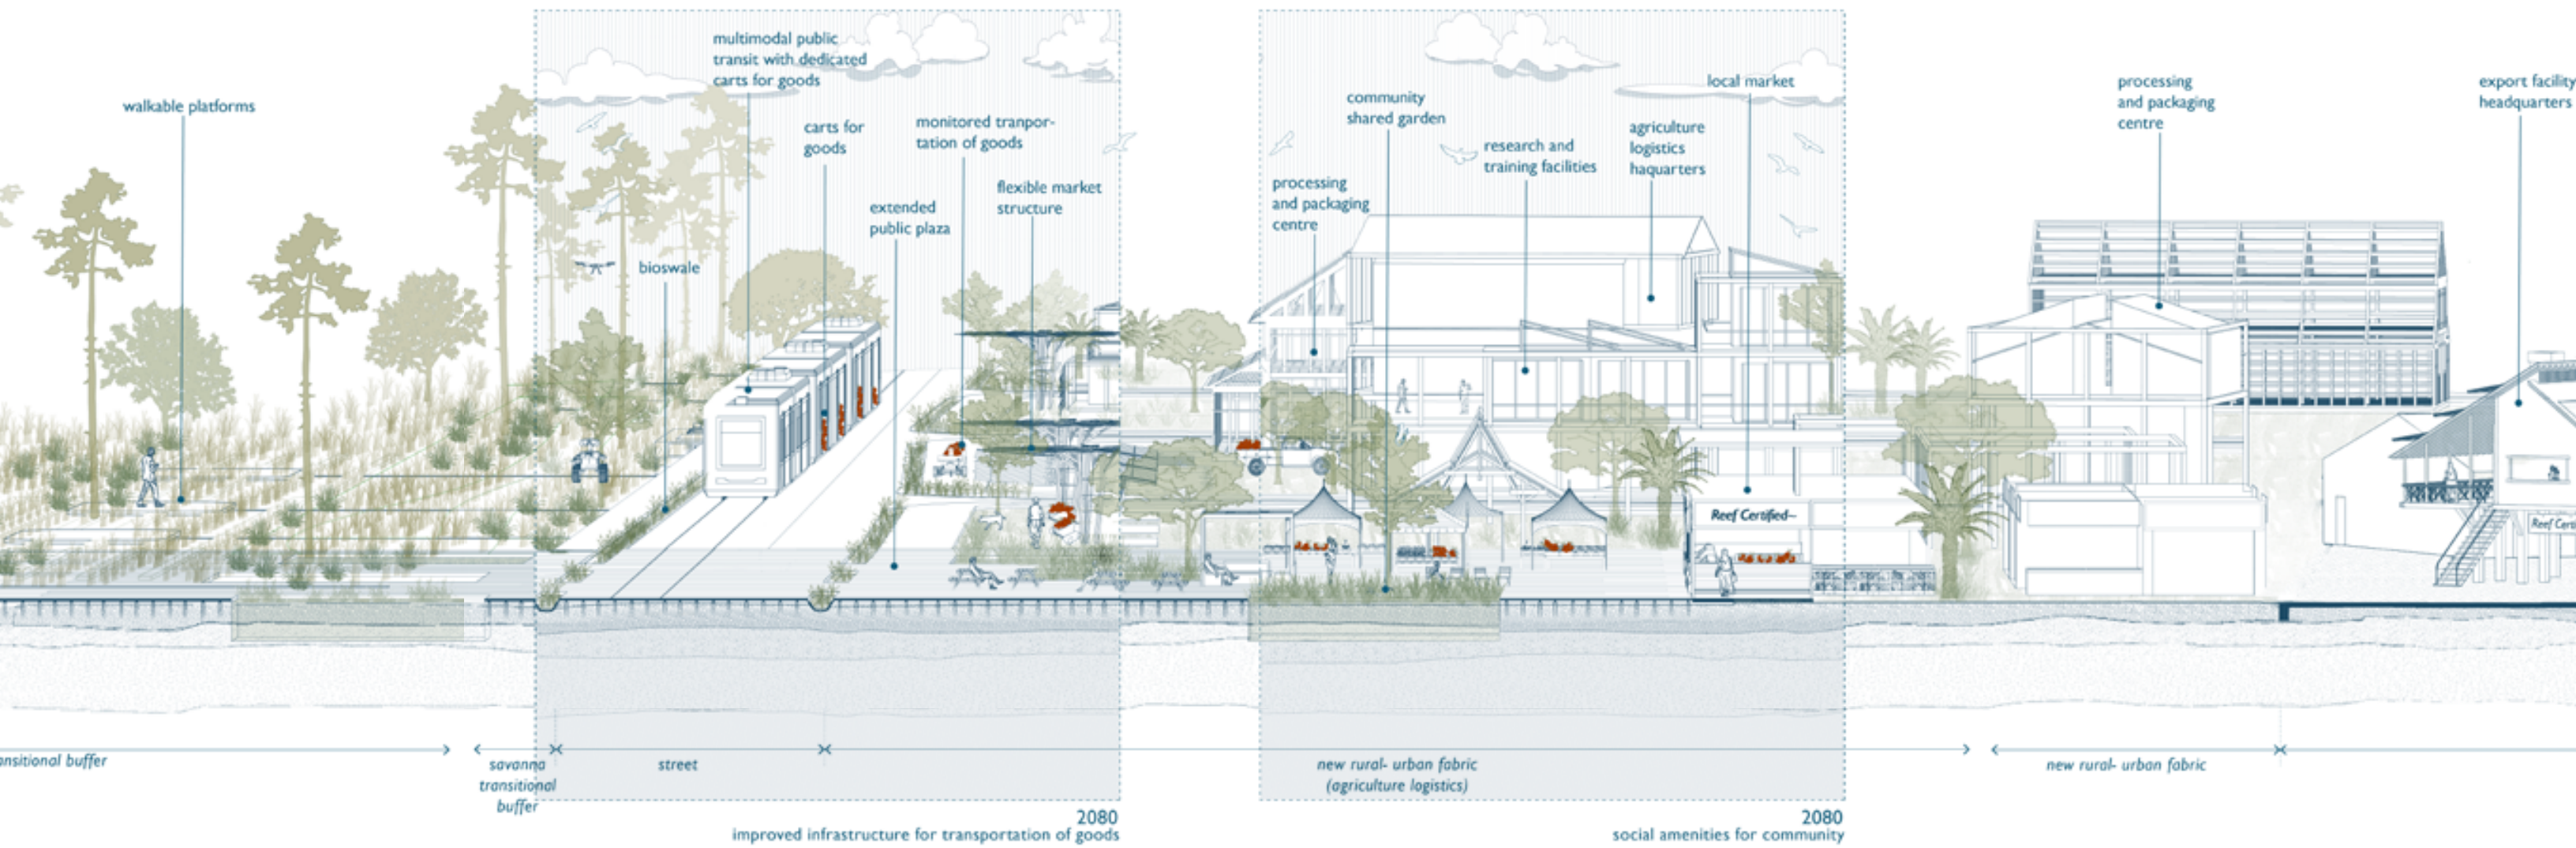 walkable platforms
multimodal public
transit with dedicated
carts for goods
bioswale
carts for
goods
extended
public plaza
monitored tranpor-
tation of goods
flexible market
structure
processing
and packaging
centre
community
shared garden
research and
training facilities
agriculture
logistics
haquarters
local market
processing
and packaging
centre
export facility
headquarters
Reef Certified~
Reef Certi
ansitional buffer
savanna
transitional
buffer
street
new rural- urban fabric
(agriculture logistics)
new rural- urban fabric
2080
improved infrastructure for transportation of goods
2080
social amenities for community